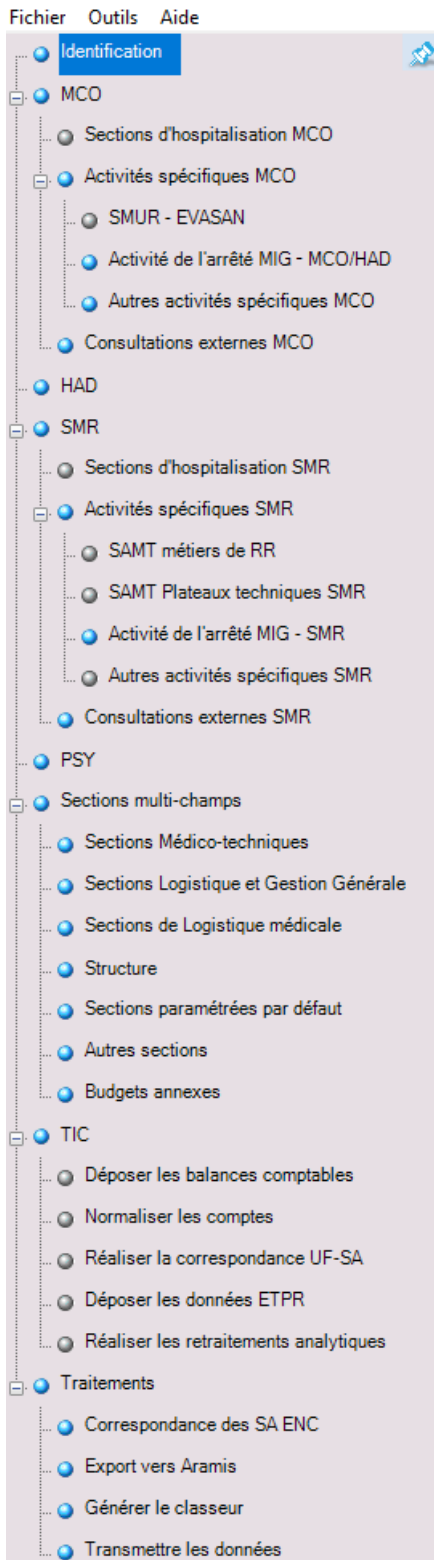 Fichier Outils Aide
Identification
MCO
Sections d'hospitalisation MCO
Activités spécifiques MCO
SMUR - EVASAN
Activité de l'arrêté MIG - MCO/HAD
Autres activités spécifiques MCO
Consultations externes MCO
HAD
SMR
Sections d'hospitalisation SMR
Activités spécifiques SMR
SAMT métiers de RR
SAMT Plateaux techniques SMR
Activité de l'arrêté MIG - SMR
Autres activités spécifiques SMR
Consultations externes SMR
PSY
Sections multi-champs
Sections Médico-techniques
Sections Logistique et Gestion Générale
Sections de Logistique médicale
Structure
Sections paramétrées par défaut
Autres sections
Budgets annexes
TIC
Déposer les balances comptables
Normaliser les comptes
Réaliser la correspondance UF-SA
Déposer les données ETPR
Réaliser les retraitements analytiques
Traitements
Correspondance des SA ENC
Export vers Aramis
Générer le classeur
Transmettre les données